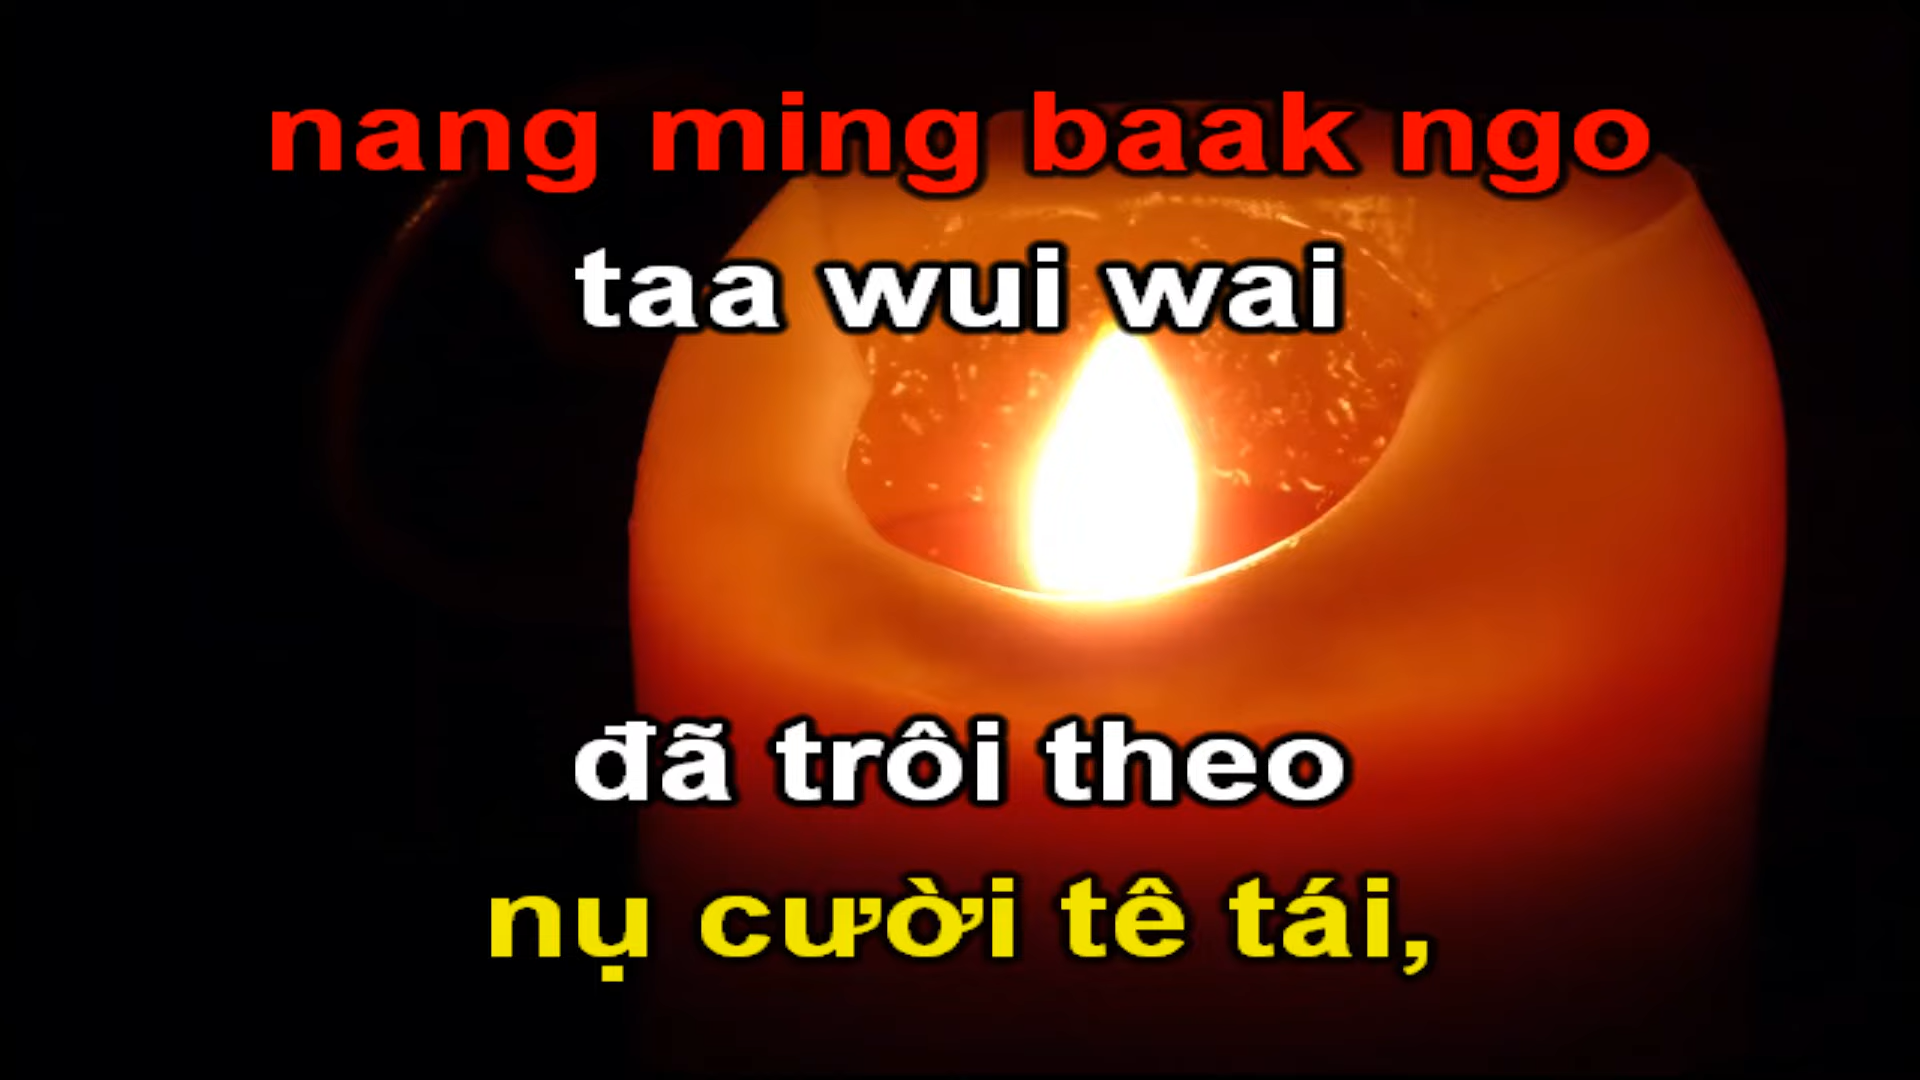 nang ming baak ngo
taa wui wai
đã trôi theo
nụ cười tê tái,